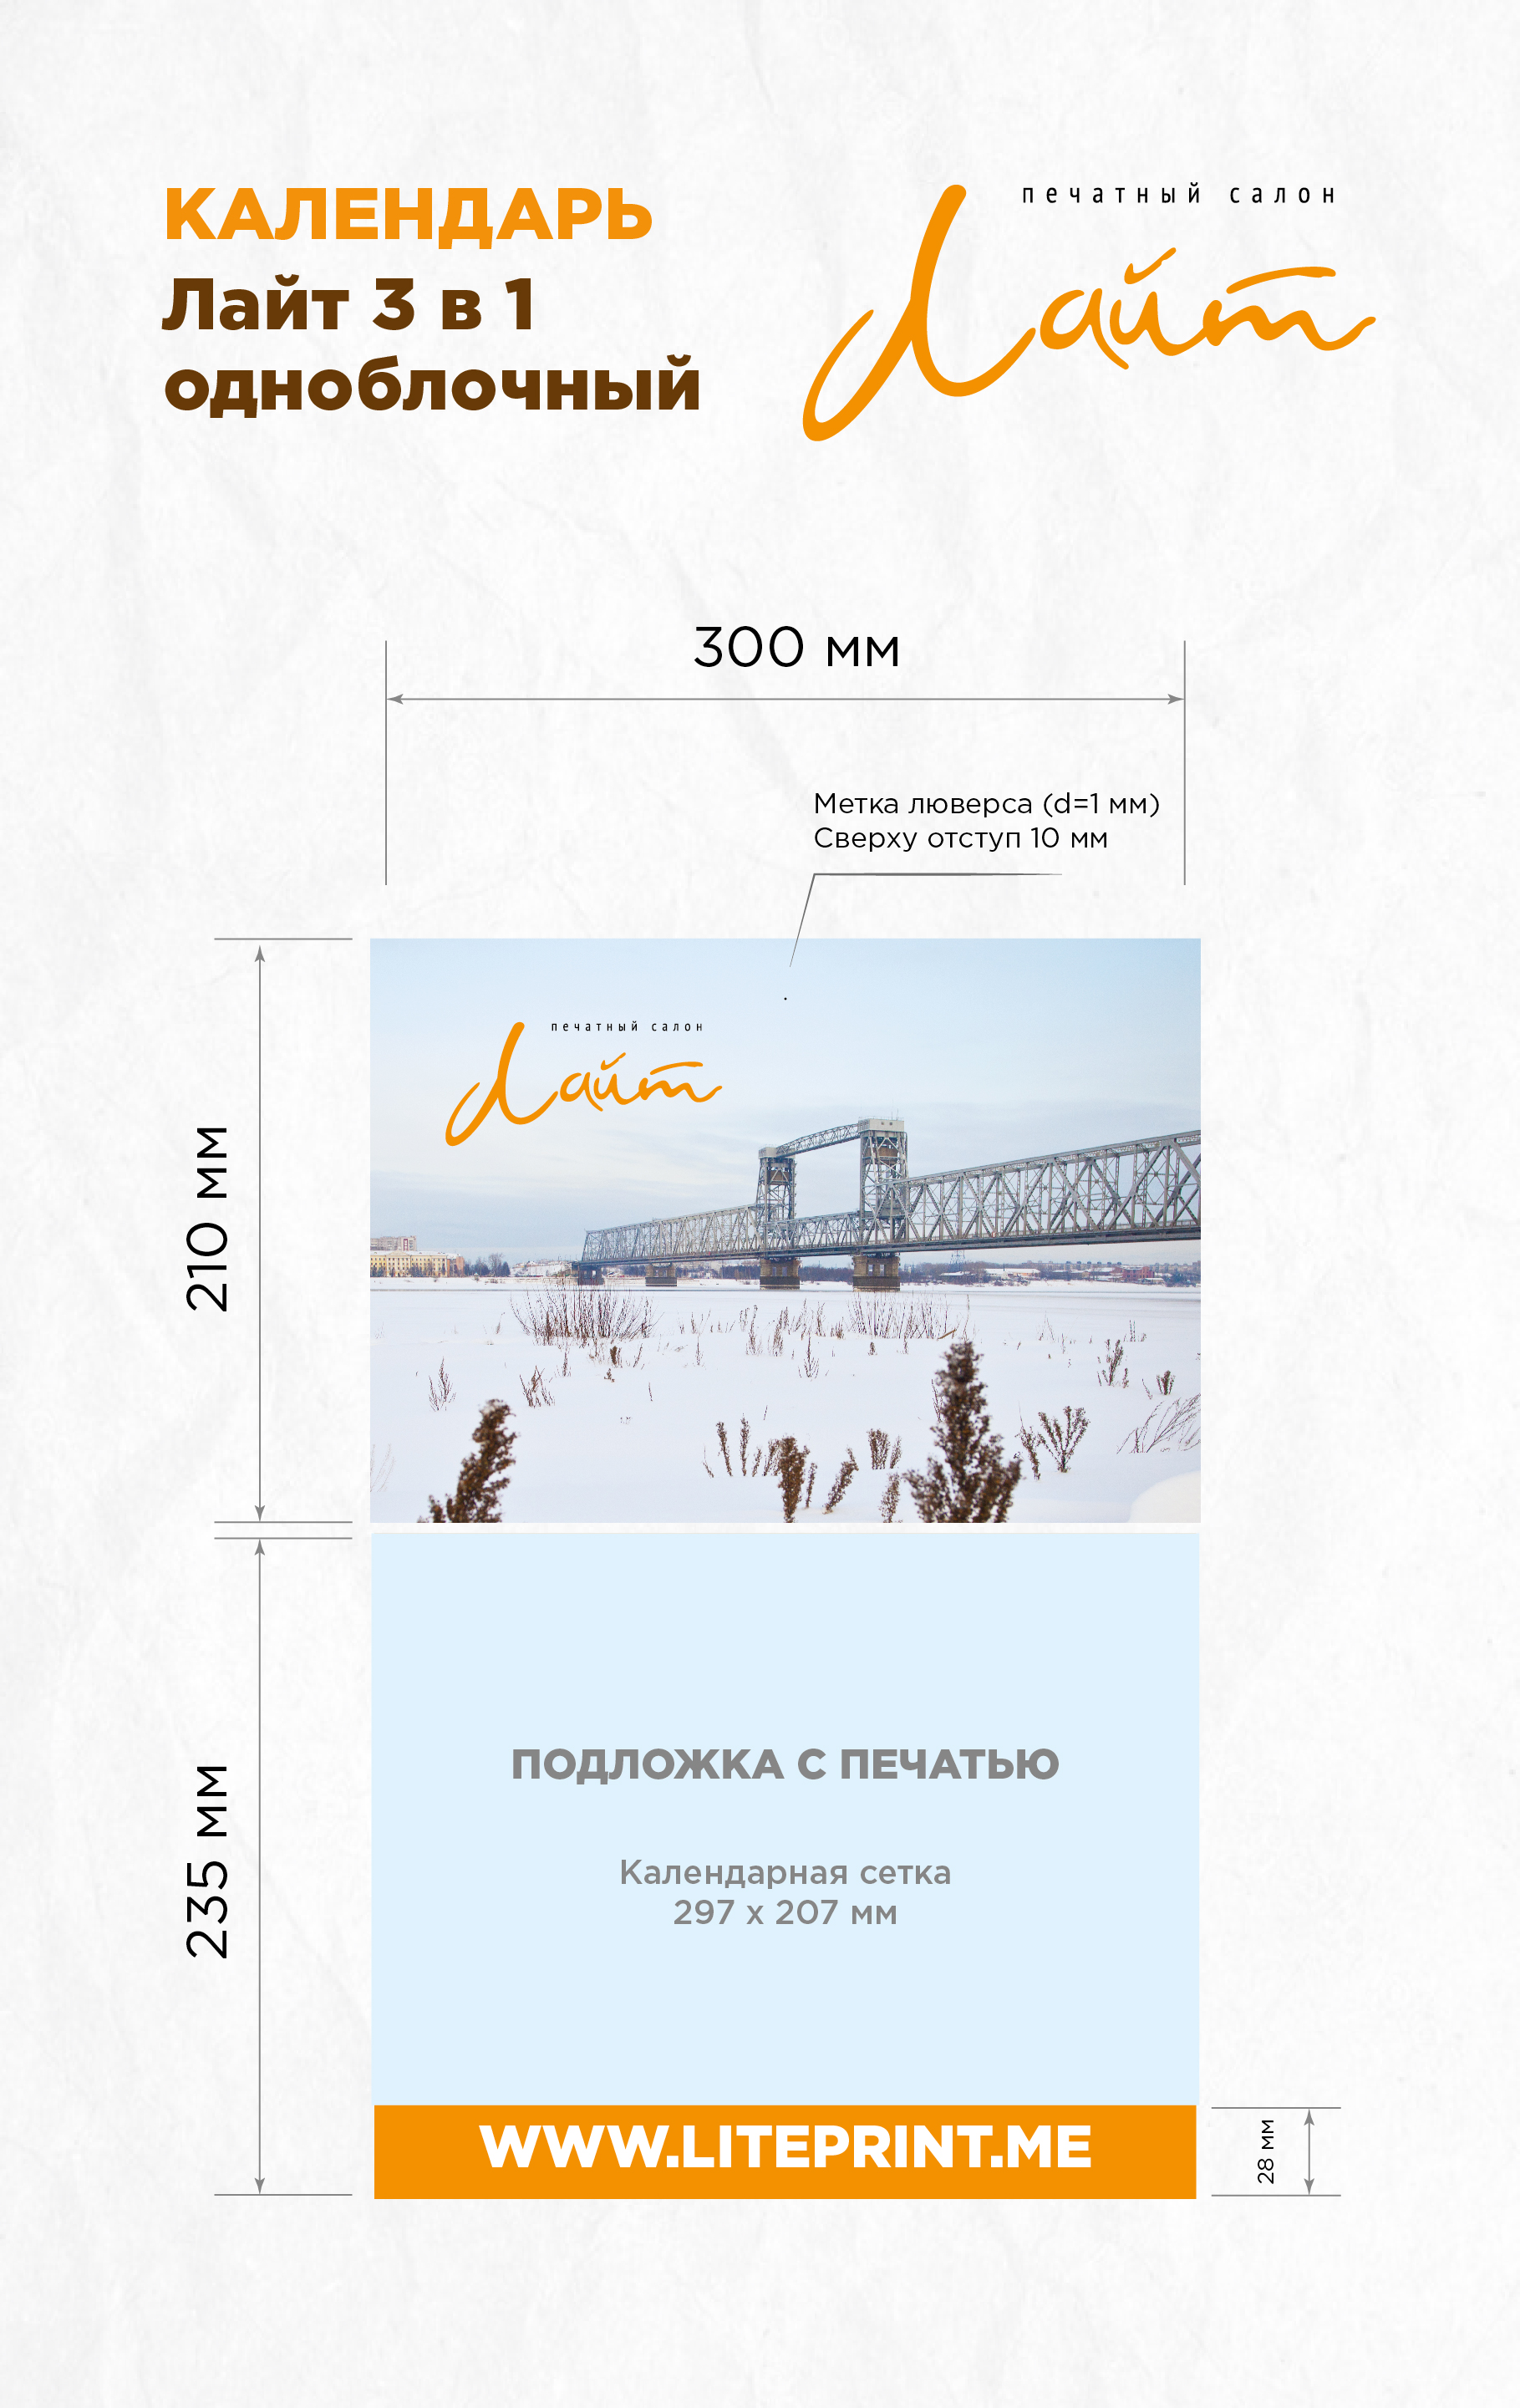 КАЛЕНДАРЬ
Лайт 3 в 1
одноблочный
печатный салон
Лайт
300 мм
Метка люверса (d=1 мм)
Сверху отступ 10 мм
печатный салон
Лайт
210 мм
235 мм
ПОДЛОЖКА С ПЕЧАТЬЮ
Календарная сетка
297 х 207 мм
WWW.LITEPRINT.ME
28 мм